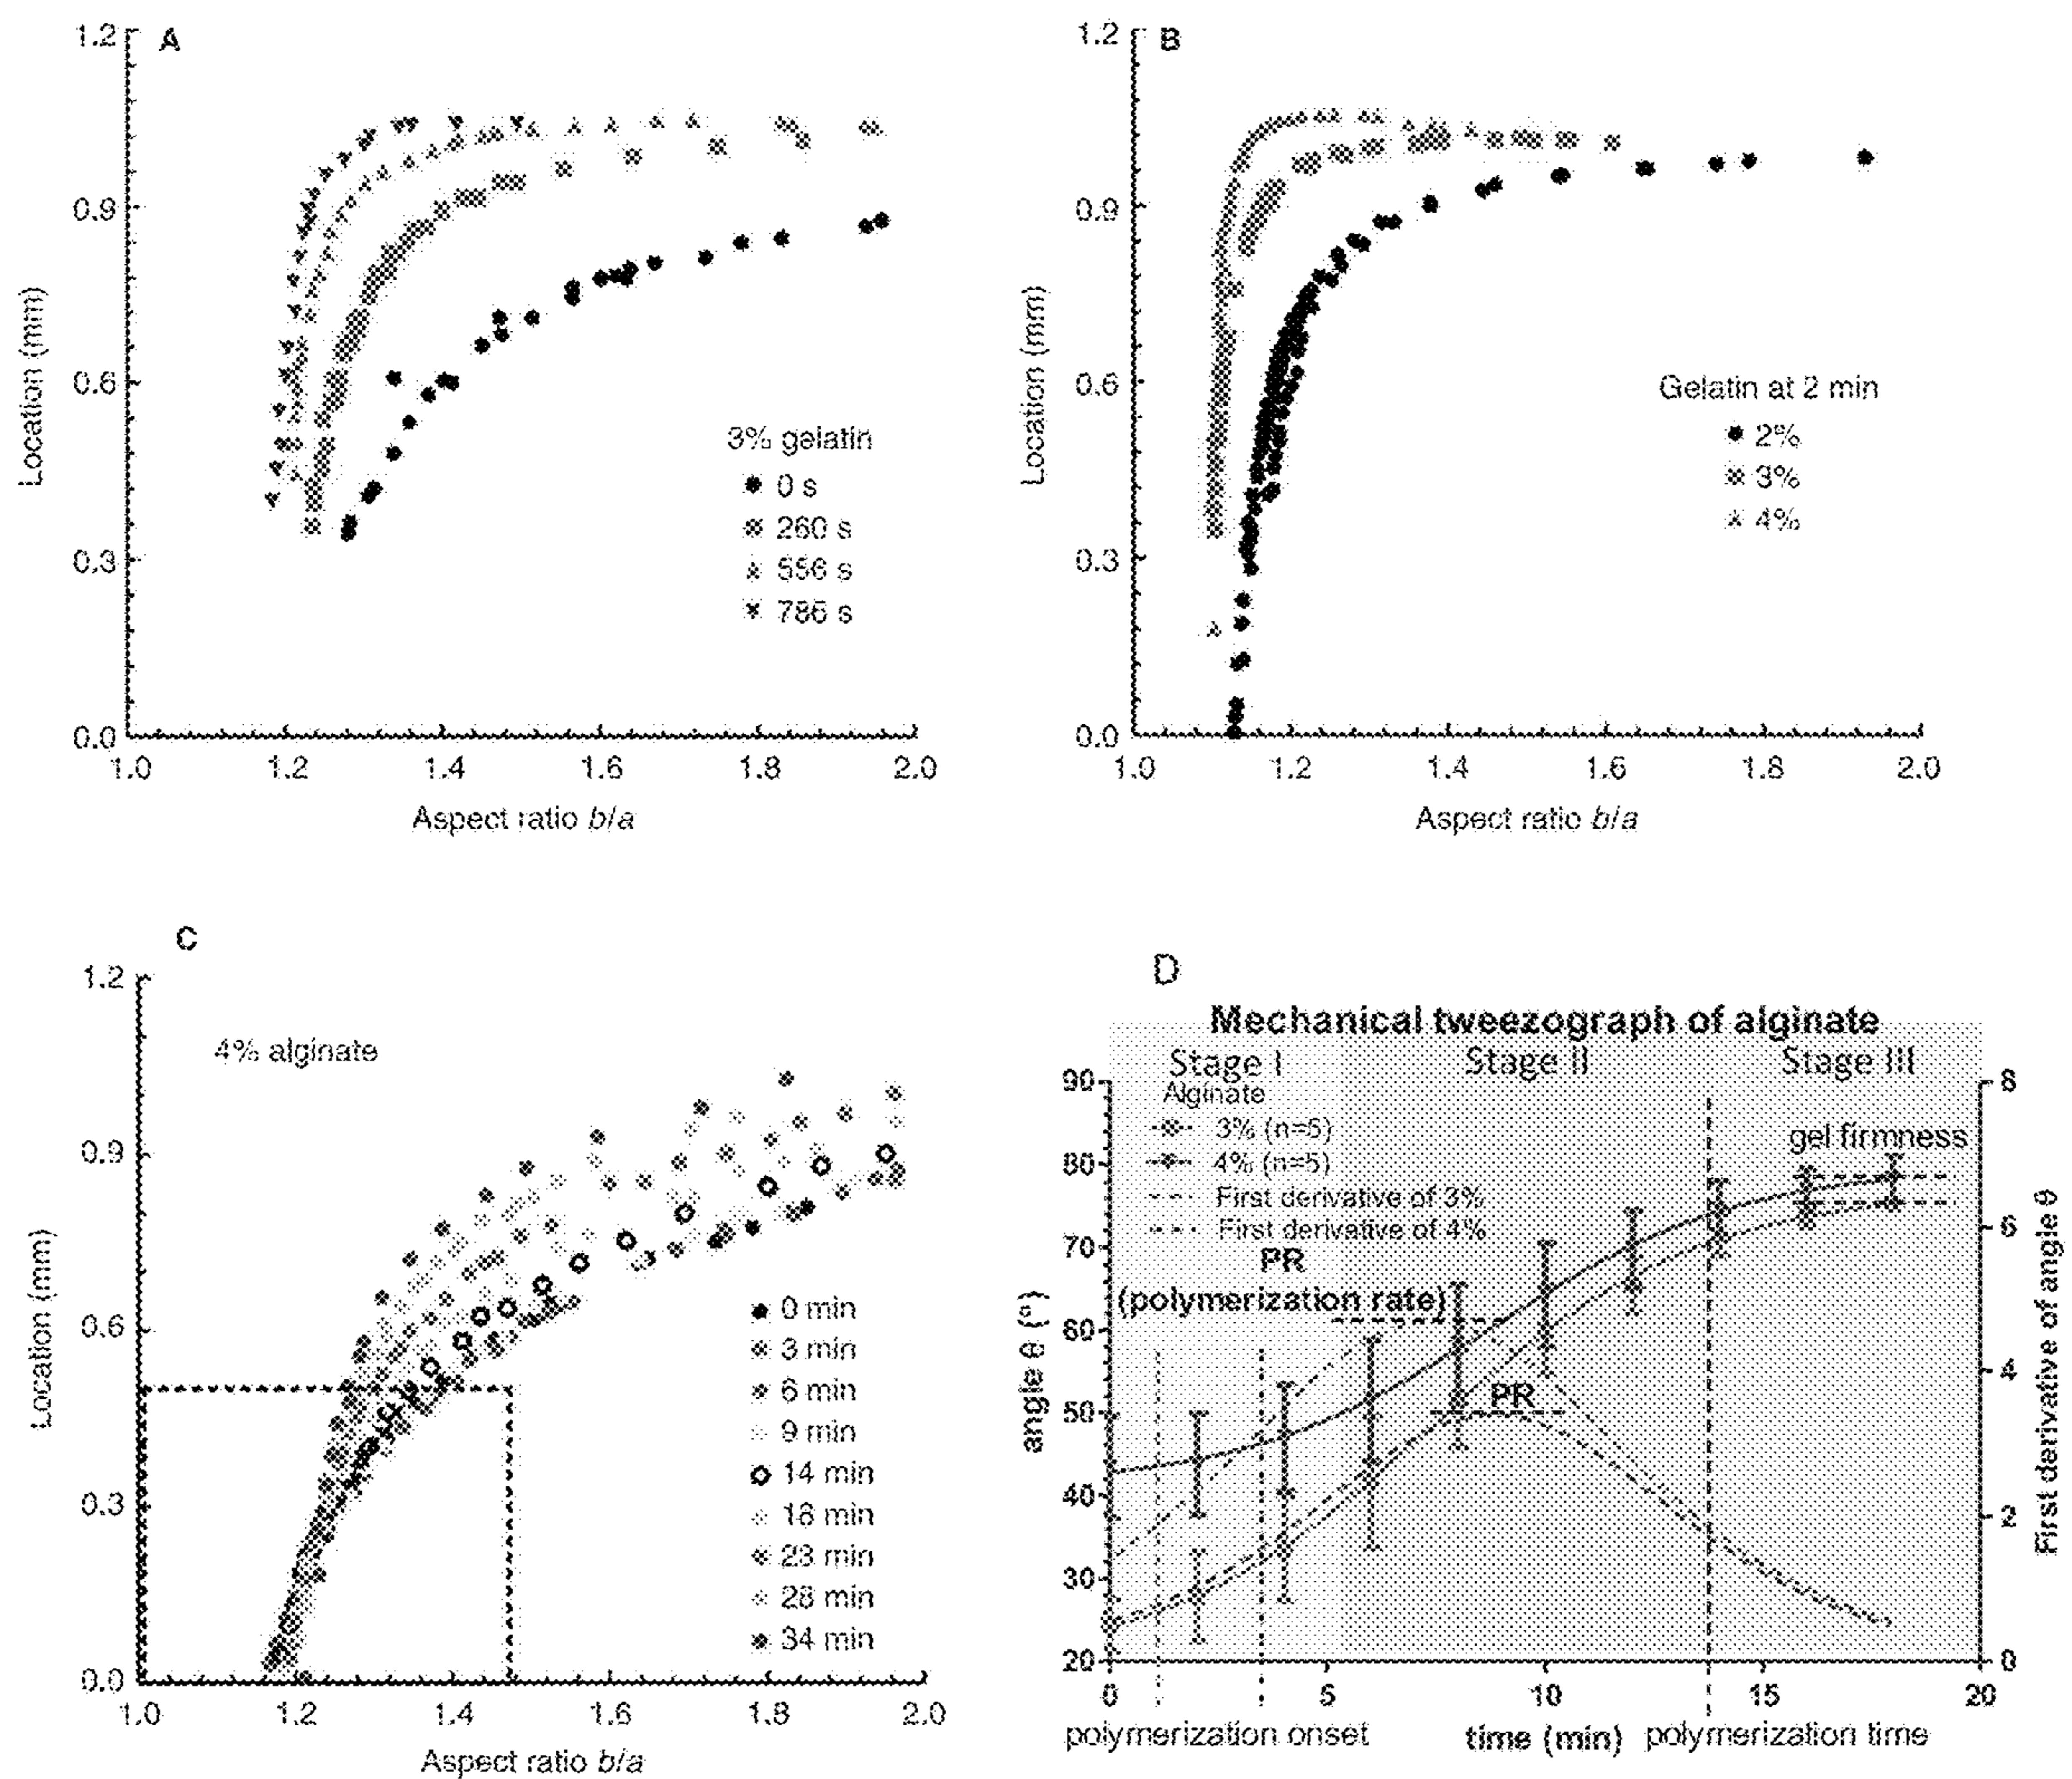 A
1.2
0.9
0.6
0.3
0.0
Location (mm)
3% gelatin
0 s
260 s
556 s
786 s
1.0 1.2 1.4 1.6 1.8 2.0
Aspect ratio b/a
B
1.2
0.9
0.6
0.3
0.0
Location (mm)
Gelatin at 2 min
2%
3%
4%
1.0 1.2 1.4 1.6 1.8 2.0
Aspect ratio b/a
C
1.2
0.9
0.6
0.3
0.0
Location (mm)
4% alginate
0 min
3 min
6 min
9 min
14 min
18 min
23 min
28 min
34 min
1.0 1.2 1.4 1.6 1.8 2.0
Aspect ratio b/a
D
Mechanical tweezograph of alginate
Stage I Stage II Stage III
Alginate
3% (n=5)
4% (n=5)
First derivative of 3%
First derivative of 4%
PR
(polymerization rate)
PR
gel firmness
90
80
70
60
50
40
30
20
angle θ (°)
8
6
4
2
0
First derivative of angle θ
0 5 10 15 20
polymerization onset time (min) polymerization time